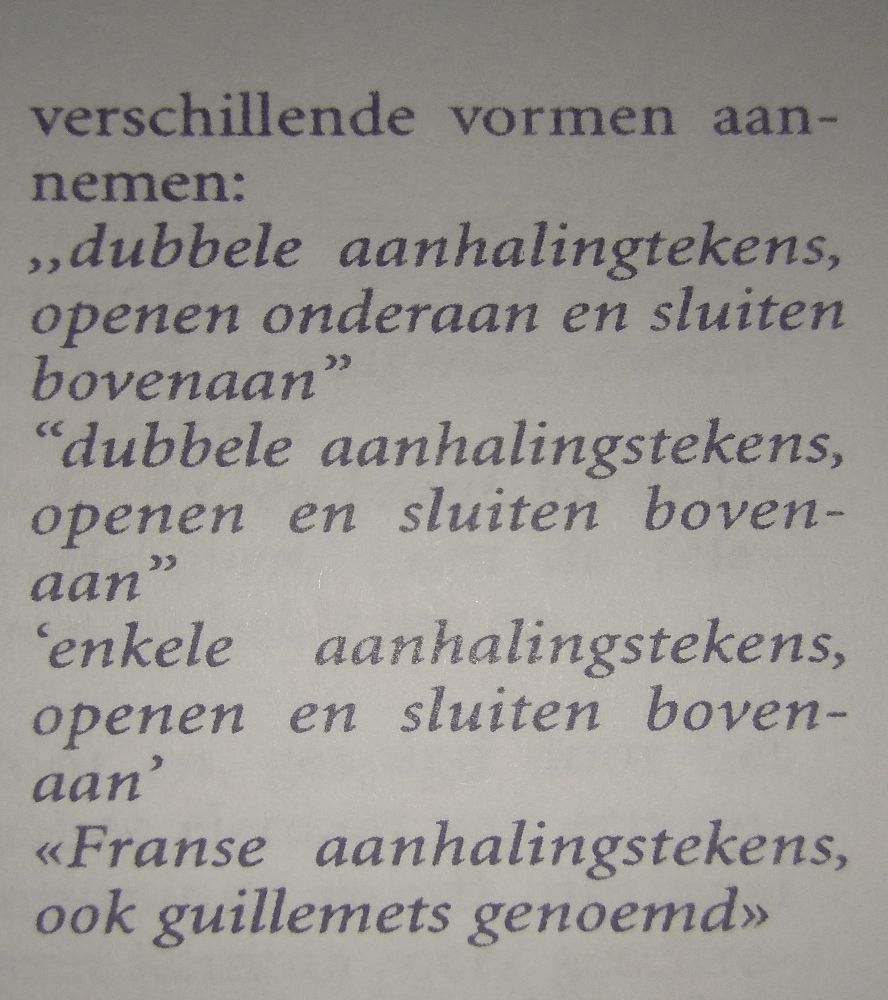 verschillende vormen aan-
nemen:
,,dubbele aanhalingtekens,
openen onderaan en sluiten
bovenaan”
“dubbele aanhalingstekens,
openen en sluiten boven-
aan”
‘enkele aanhalingstekens,
openen en sluiten boven-
aan’
«Franse aanhalingstekens,
ook guillemets genoemd»